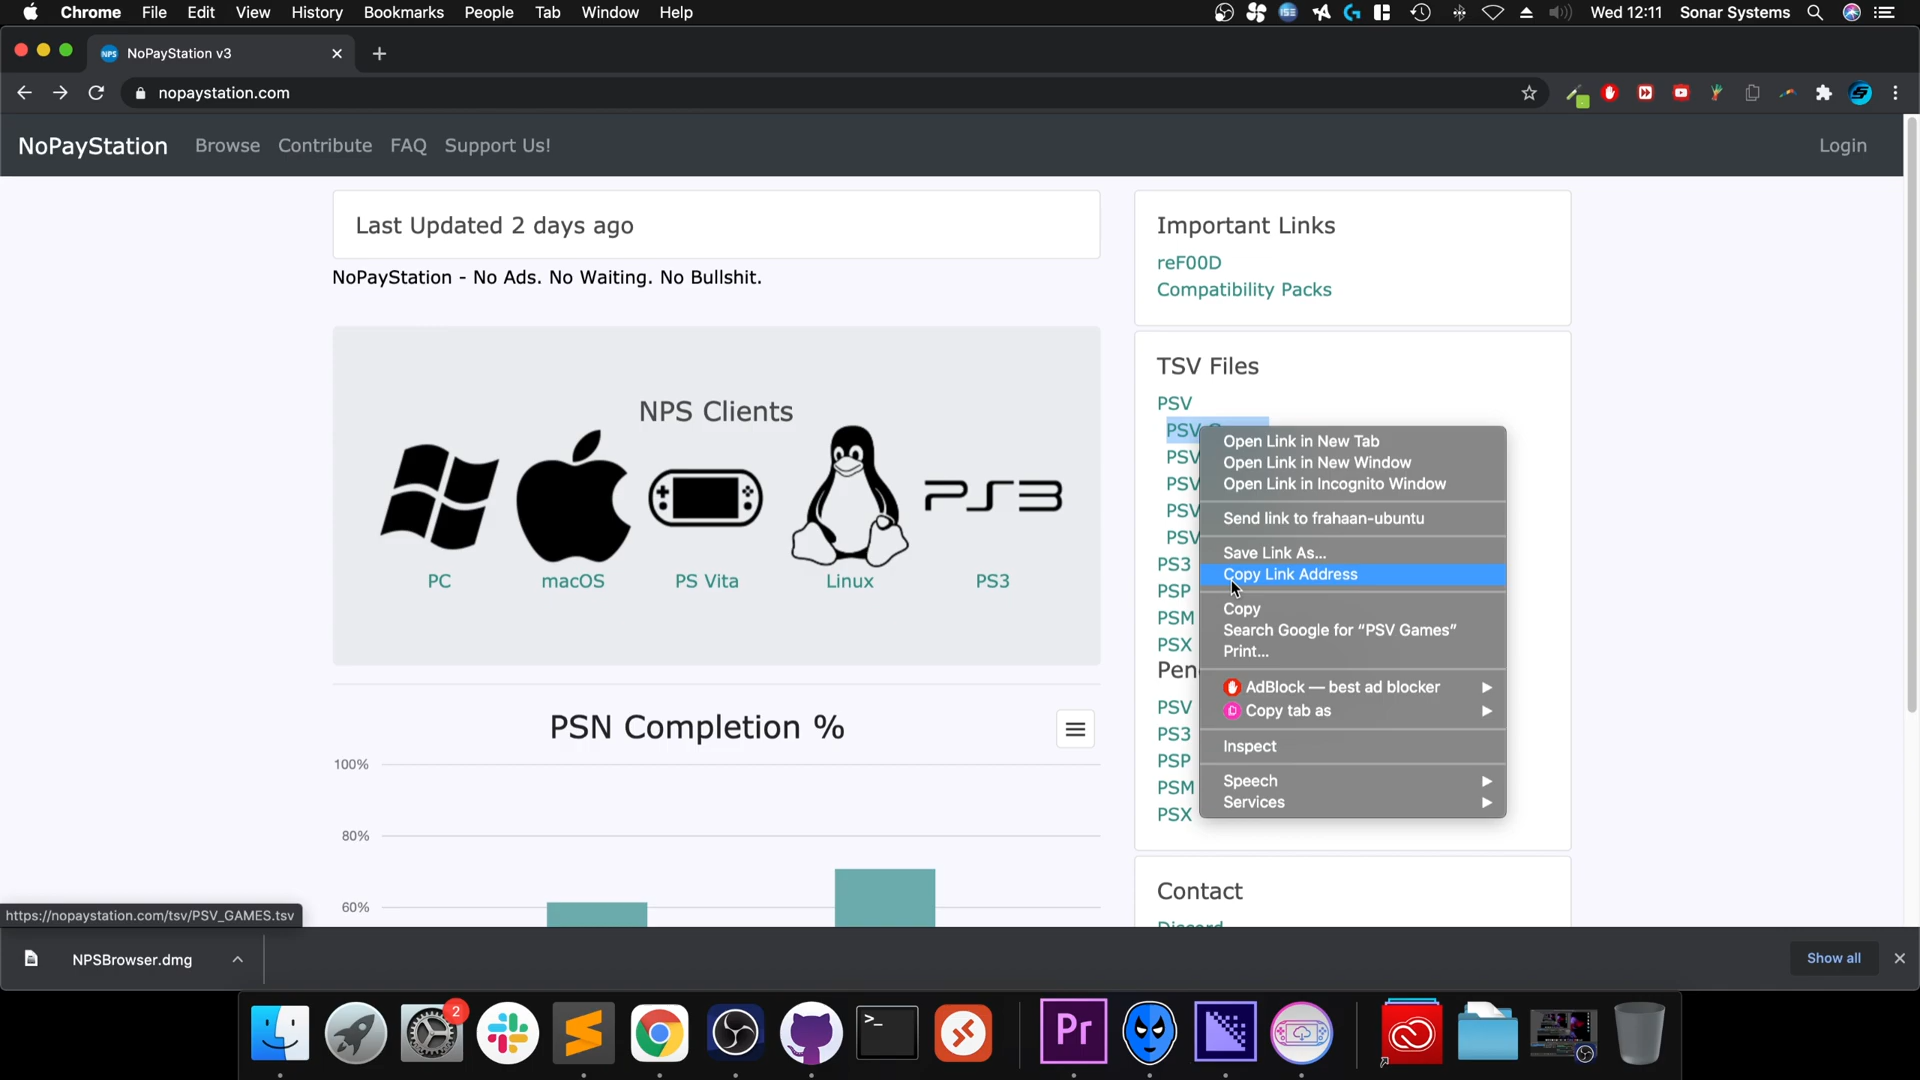 Chrome File Edit View History Bookmarks People Tab Window Help
Wed 12:11 Sonar Systems
NPS NoPayStation v3
nopaystation.com
NoPayStation Browse Contribute FAQ Support Us! Login
Last Updated 2 days ago
NoPayStation - No Ads. No Waiting. No Bullshit.
NPS Clients
PS3
PC macOS PS Vita Linux PS3
PSN Completion %
100%
80%
60%
Important Links
reF00D
Compatibility Packs
TSV Files
PSV
PSV
PSV
PSV
PSV
PSV
PS3
PSP
PSM
PSX
PSV
PS3
PSP
PSM
PSX
Open Link in New Tab
Open Link in New Window
Open Link in Incognito Window
Send link to frahaan-ubuntu
Save Link As...
Copy Link Address
Copy
Search Google for “PSV Games”
Print...
AdBlock — best ad blocker
Copy tab as
Inspect
Speech
Services
Contact
https://nopaystation.com/tsv/PSV_GAMES.tsv
NPSBrowser.dmg
Show all
2
Pr